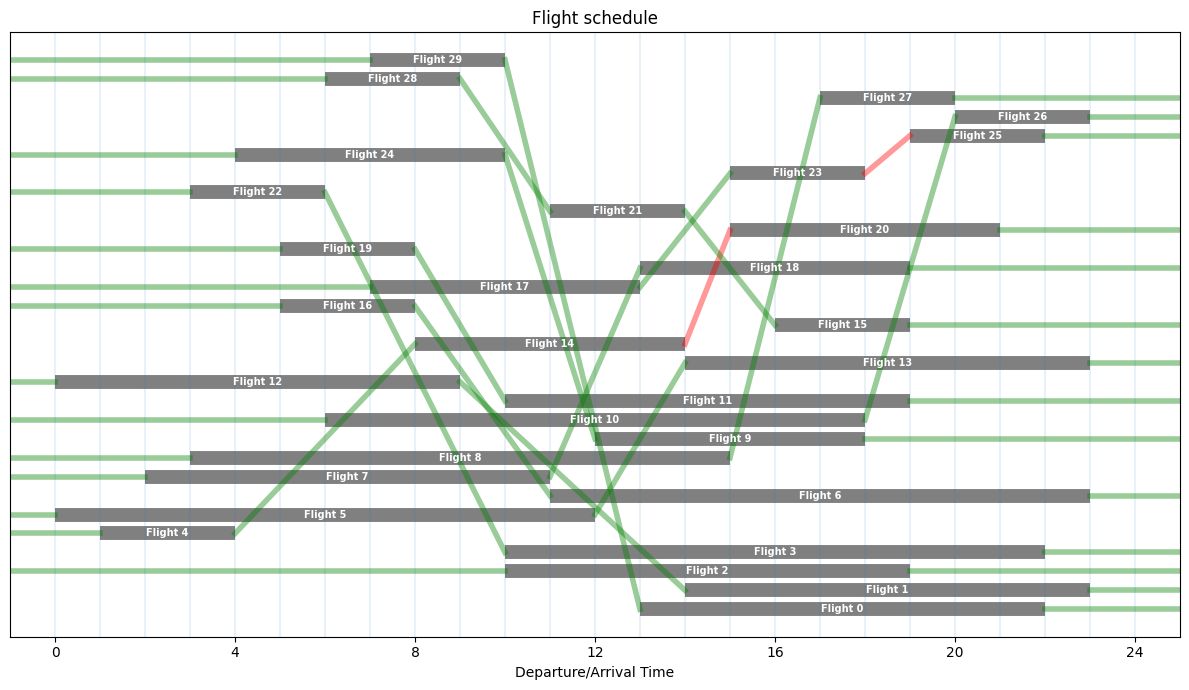 Flight schedule
Flight 29
Flight 28
Flight 27
Flight 26
Flight 25
Flight 24
Flight 23
Flight 22
Flight 21
Flight 20
Flight 19
Flight 18
Flight 17
Flight 16
Flight 15
Flight 14
Flight 13
Flight 12
Flight 11
Flight 10
Flight 9
Flight 8
Flight 7
Flight 6
Flight 5
Flight 4
Flight 3
Flight 2
Flight 1
Flight 0
0 4 8 12 16 20 24
Departure/Arrival Time